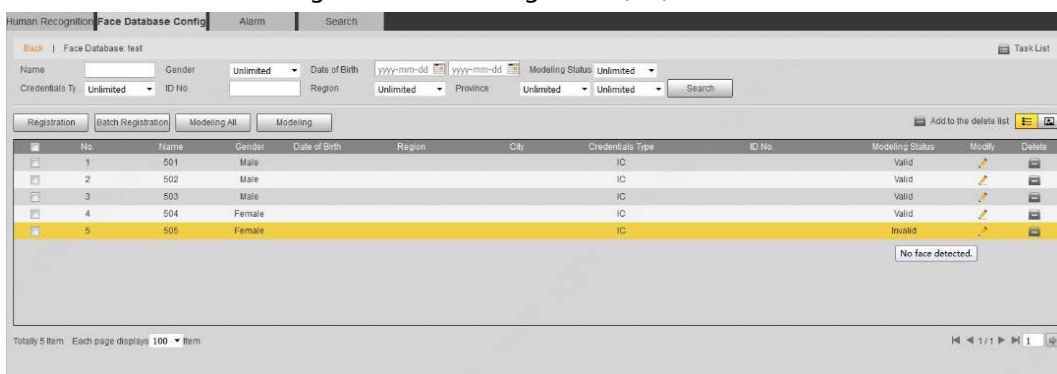 Human Recognition Face Database Config Alarm Search
Back | Face Database: test Task List
Name Gender Unlimited Date of Birth yyyy-mm-dd yyyy-mm-dd Modeling Status Unlimited
Credentials Ty... Unlimited ID No. Region Unlimited Province Unlimited Unlimited Search
Registration Batch Registration Modeling All Modeling Add to the delete list
No. Name Gender Date of Birth Region City Credentials Type ID No. Modeling Status Modify Delete
1 501 Male IC Valid
2 502 Male IC Valid
3 503 Male IC Valid
4 504 Female IC Valid
5 505 Female IC Invalid
No face detected.
Totally 5 Item Each page displays 100 Item 1/1 1